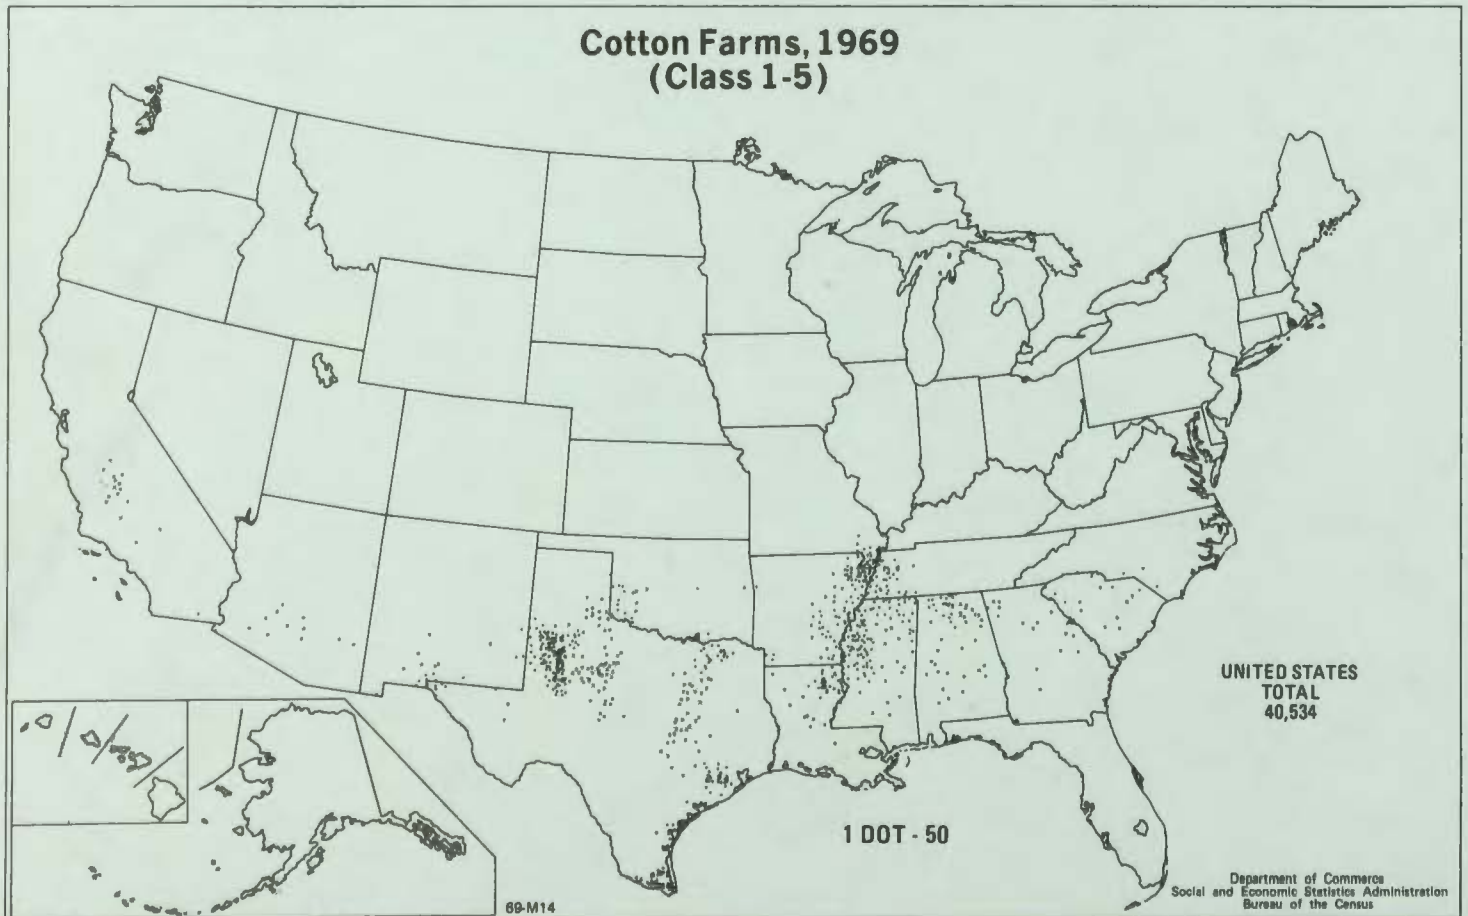 Cotton Farms, 1969
(Class 1-5)
UNITED STATES
TOTAL
40,534
1 DOT - 50
Department of Commerce
Social and Economic Statistics Administration
Bureau of the Census
69-M14